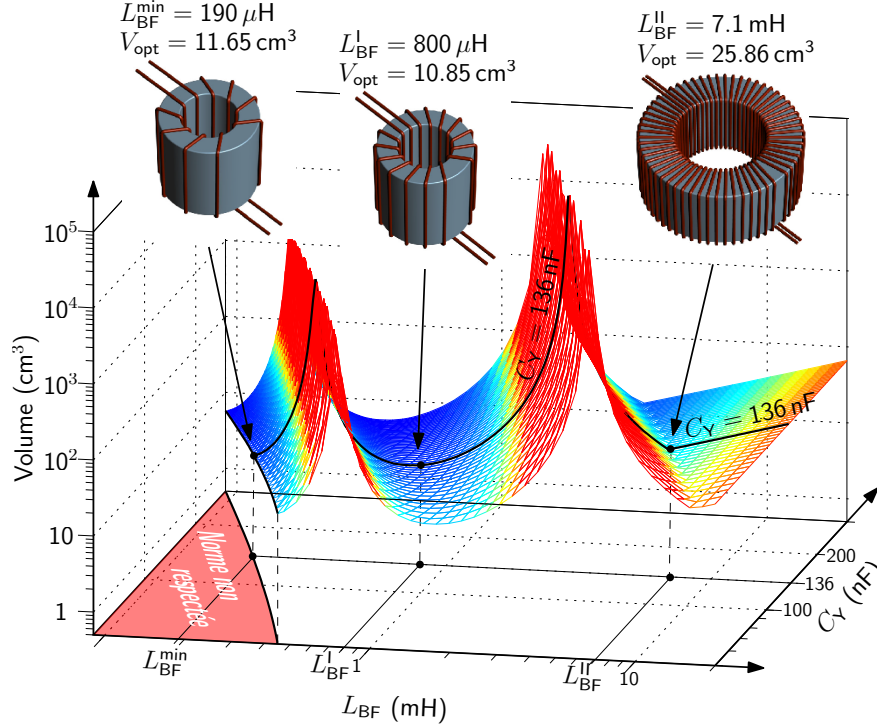 L_BF^min = 190 μH
V_opt = 11.65 cm³
L_BF^I = 800 μH
V_opt = 10.85 cm³
L_BF^II = 7.1 mH
V_opt = 25.86 cm³
Volume (cm³)
10⁵
10⁴
10³
10²
10
1
C_Y = 136 nF
C_Y = 136 nF
Norme non
respectée
L_BF^min
L_BF^I
1
L_BF^II
10
L_BF (mH)
100
136
200
C_Y (nF)